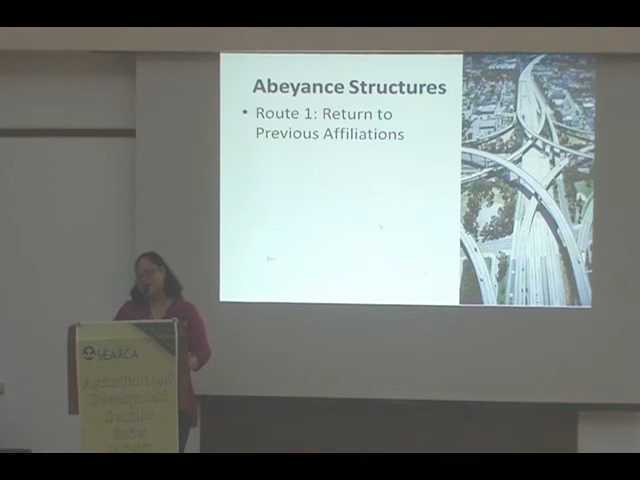 Abeyance Structures
• Route 1: Return to
Previous Affiliations
SEARCA